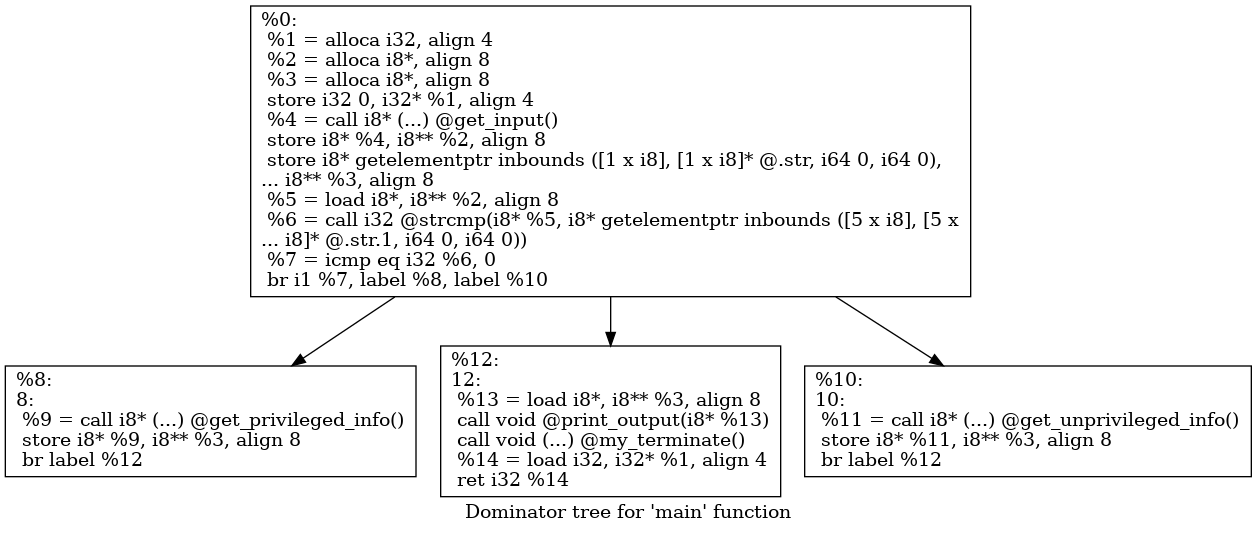 %0:
%1 = alloca i32, align 4
%2 = alloca i8*, align 8
%3 = alloca i8*, align 8
store i32 0, i32* %1, align 4
%4 = call i8* (...) @get_input()
store i8* %4, i8** %2, align 8
store i8* getelementptr inbounds ([1 x i8], [1 x i8]* @.str, i64 0, i64 0),
... i8** %3, align 8
%5 = load i8*, i8** %2, align 8
%6 = call i32 @strcmp(i8* %5, i8* getelementptr inbounds ([5 x i8], [5 x
... i8]* @.str.1, i64 0, i64 0))
%7 = icmp eq i32 %6, 0
br i1 %7, label %8, label %10
%8:
8:
%9 = call i8* (...) @get_privileged_info()
store i8* %9, i8** %3, align 8
br label %12
%12:
12:
%13 = load i8*, i8** %3, align 8
call void @print_output(i8* %13)
call void (...) @my_terminate()
%14 = load i32, i32* %1, align 4
ret i32 %14
%10:
10:
%11 = call i8* (...) @get_unprivileged_info()
store i8* %11, i8** %3, align 8
br label %12
Dominator tree for 'main' function